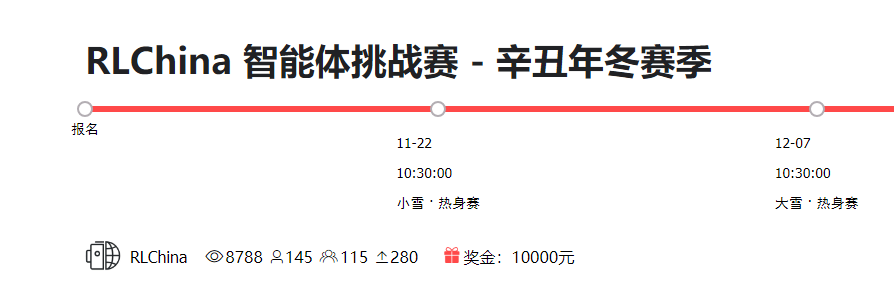 RLChina 智能体挑战赛 - 辛丑年冬赛季
报名
11-22
10:30:00
小雪·热身赛
12-07
10:30:00
大雪·热身赛
RLChina 8788 145 115 280 奖金：10000元